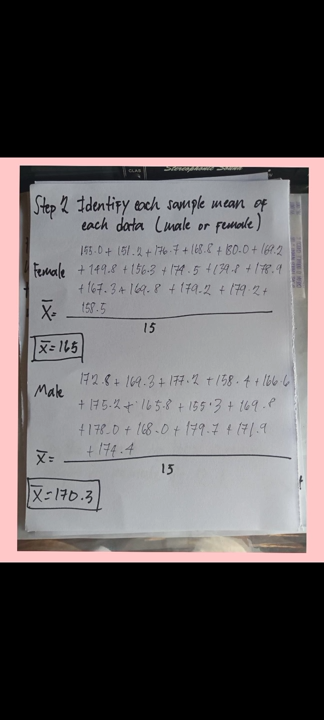 Stereophonic Sound
Step 2 Identify each sample mean of
each data (male or female)
Female
153.0 + 151.2 + 176.7 + 168.8 + 180.0 + 169.2
+ 149.8 + 156.3 + 174.5 + 139.8 + 178.9
+ 167.3 + 169.8 + 179.2 + 179.2 +
158.5
X̄=
15
X̄=165
Male
172.8 + 169.3 + 177.2 + 158.4 + 166.6
+ 175.2 + 165.8 + 155.3 + 169.8
+ 178.0 + 168.0 + 179.7 + 171.9
+ 174.4
X̄=
15
X̄=170.3